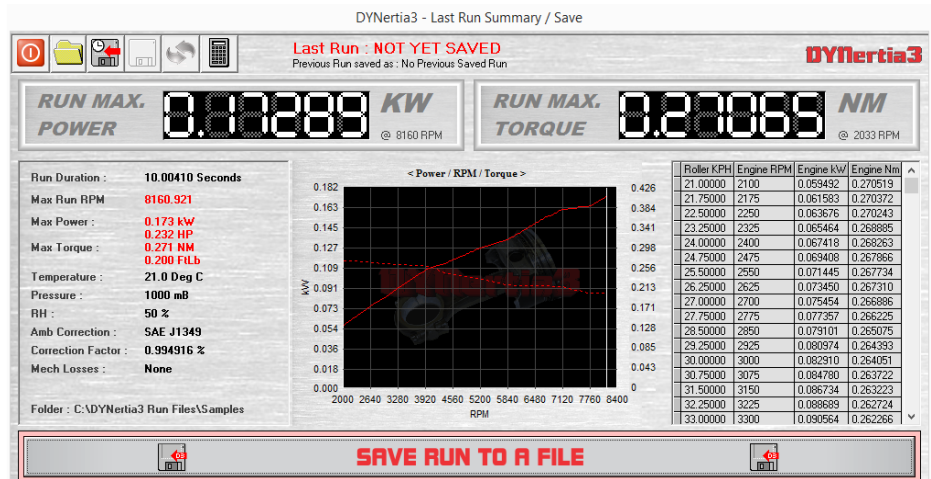 DYNertia3 - Last Run Summary / Save
Last Run : NOT YET SAVED
Previous Run saved as : No Previous Saved Run
DYNertia3
RUN MAX. POWER
0.17289 KW
@ 8160 RPM
RUN MAX. TORQUE
0.27065 NM
@ 2033 RPM
Run Duration : 10.00410 Seconds
Max Run RPM 8160.921
Max Power : 0.173 kW
0.232 HP
Max Torque : 0.271 NM
0.200 FtLb
Temperature : 21.0 Deg C
Pressure : 1000 mB
RH : 50 %
Amb Correction : SAE J1349
Correction Factor : 0.994916 %
Mech Losses : None
Folder : C:\DYNertia3 Run Files\Samples
< Power / RPM / Torque >
0.182 0.426
0.163 0.384
0.145 0.341
0.127 0.298
0.109 0.256
0.091 0.213
0.073 0.171
0.054 0.128
0.036 0.085
0.018 0.043
0.000 0
kW
DYNertia3
2000 2640 3280 3920 4560 5200 5840 6480 7120 7760 8400
RPM
Roller KPH Engine RPM Engine kW Engine Nm
21.00000 2100 0.059492 0.270519
21.75000 2175 0.061583 0.270372
22.50000 2250 0.063676 0.270243
23.25000 2325 0.065464 0.268885
24.00000 2400 0.067418 0.268263
24.75000 2475 0.069408 0.267866
25.50000 2550 0.071445 0.267734
26.25000 2625 0.073450 0.267310
27.00000 2700 0.075454 0.266886
27.75000 2775 0.077357 0.266225
28.50000 2850 0.079101 0.265075
29.25000 2925 0.080974 0.264393
30.00000 3000 0.082910 0.264051
30.75000 3075 0.084780 0.263722
31.50000 3150 0.086734 0.263223
32.25000 3225 0.088689 0.262724
33.00000 3300 0.090564 0.262266
SAVE RUN TO A FILE